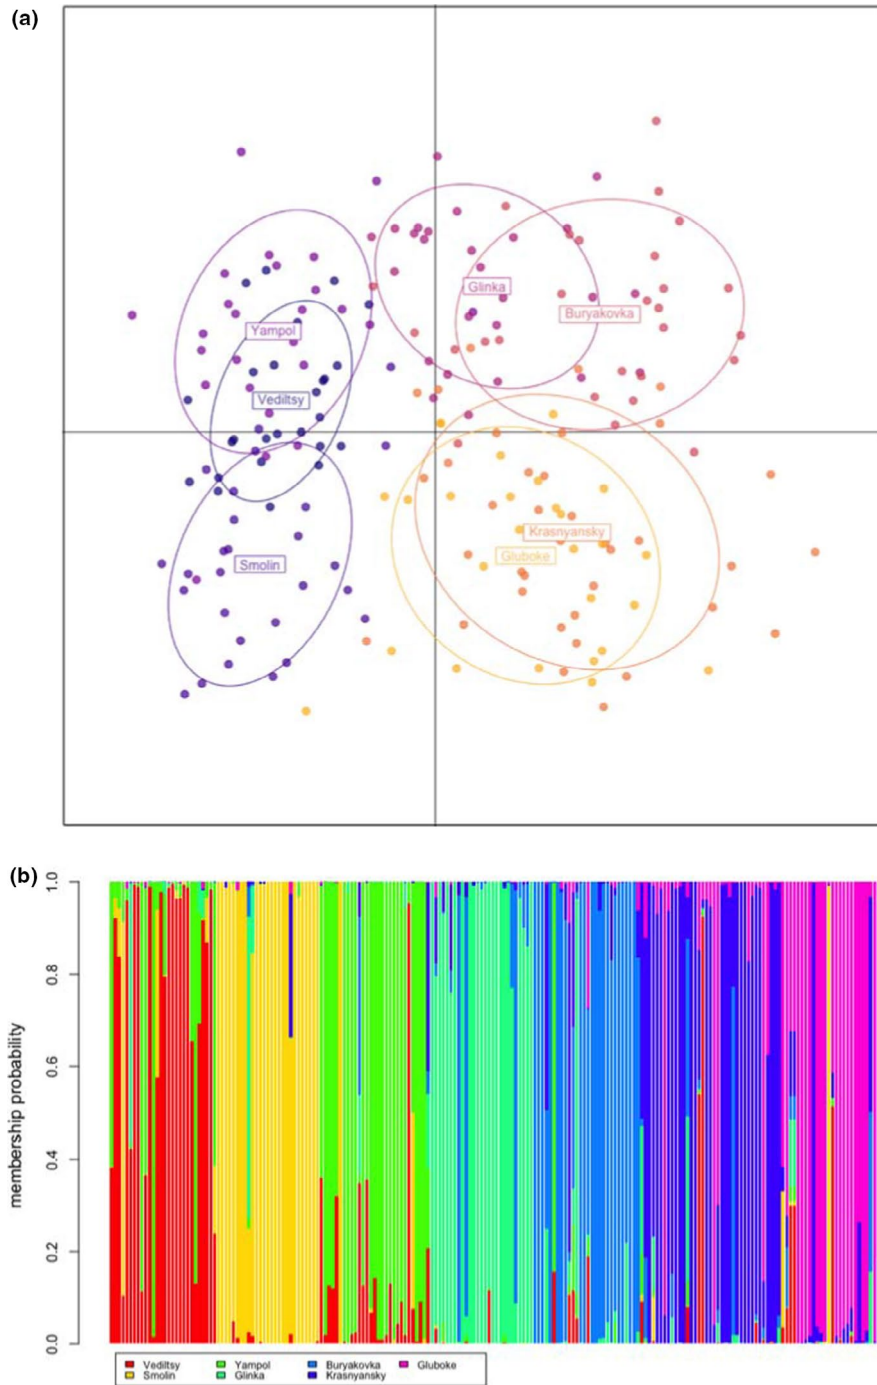 (a)
Glinka
Buryakovka
Yampol
Vediltsy
Krasnyansky
Gluboke
Smolin
(b)
1.0
0.8
0.6
0.4
0.2
0.0
membership probability
Vediltsy Yampol Buryakovka Gluboke
Smolin Glinka Krasnyansky